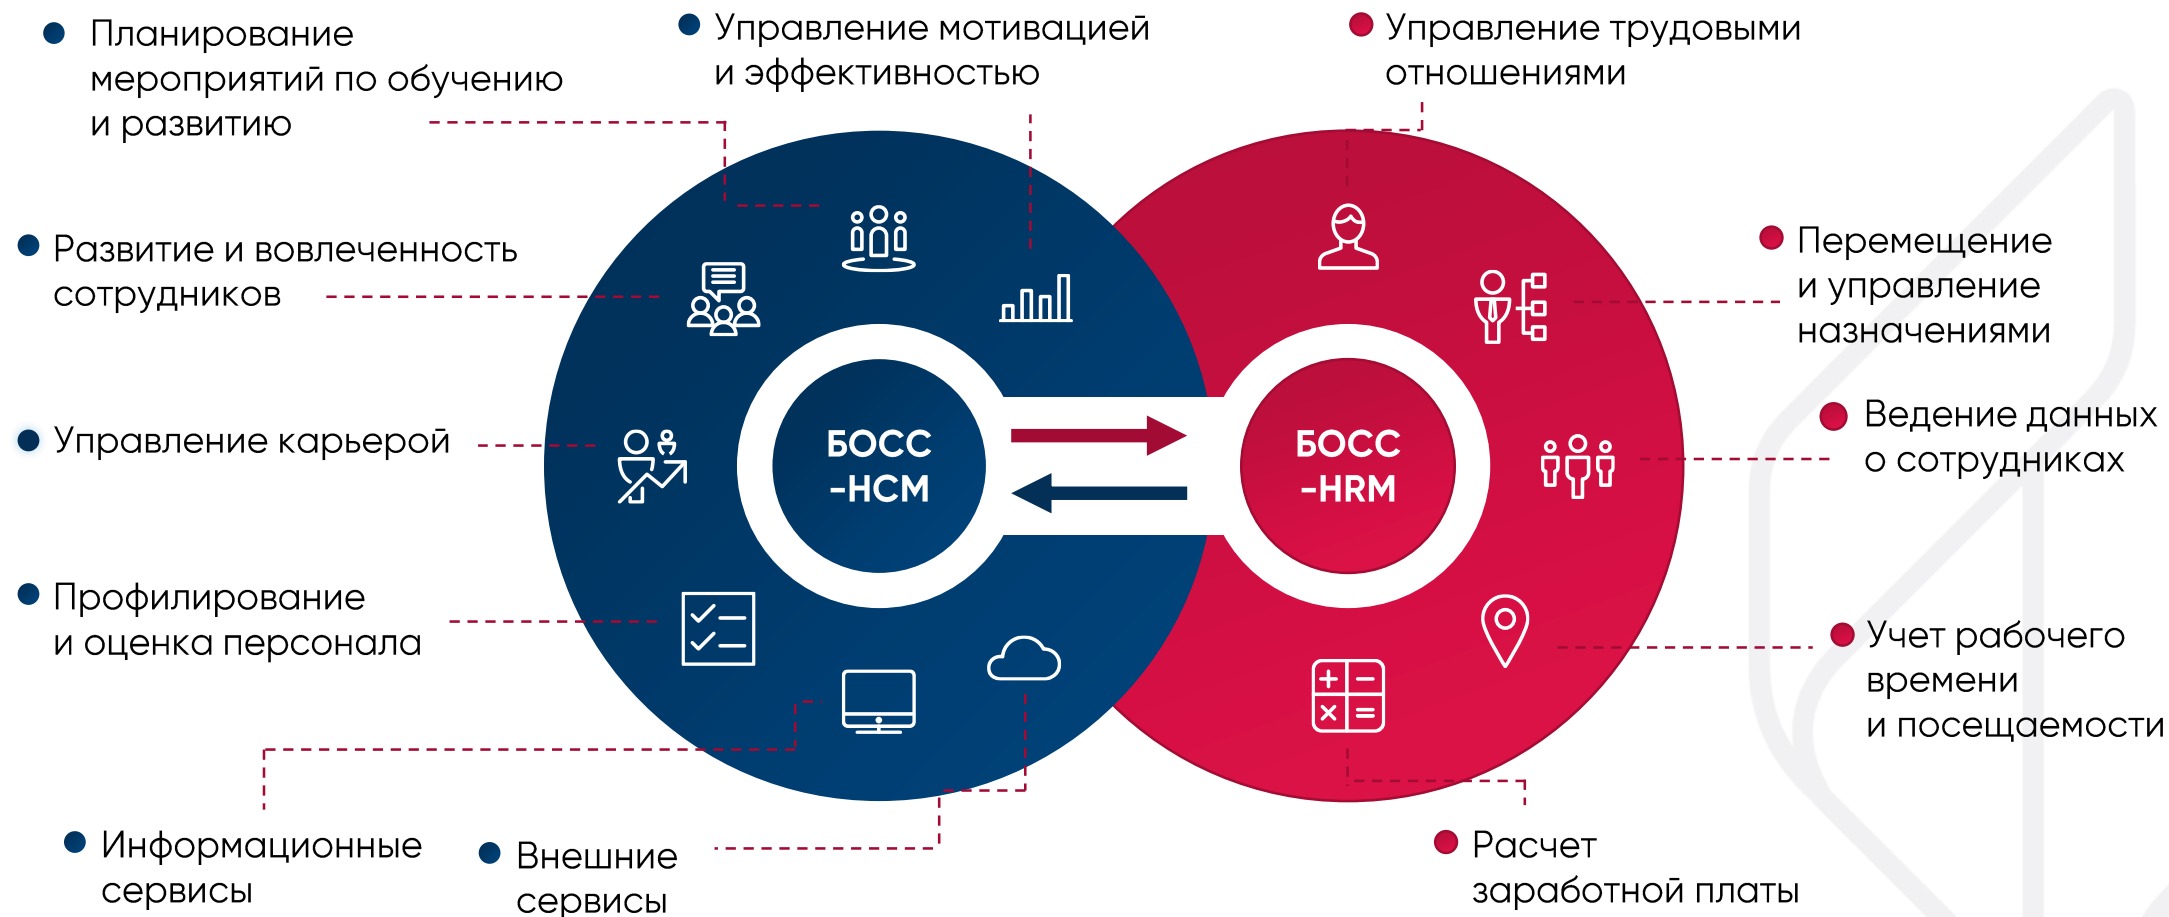 Планирование
мероприятий по обучению
и развитию
Управление мотивацией
и эффективностью
Управление трудовыми
отношениями
Развитие и вовлеченность
сотрудников
Перемещение
и управление
назначениями
Управление карьерой
БОСС
-HCM
БОСС
-HRM
Ведение данных
о сотрудниках
Профилирование
и оценка персонала
Учет рабочего
времени
и посещаемости
Информационные
сервисы
Внешние
сервисы
Расчет
заработной платы